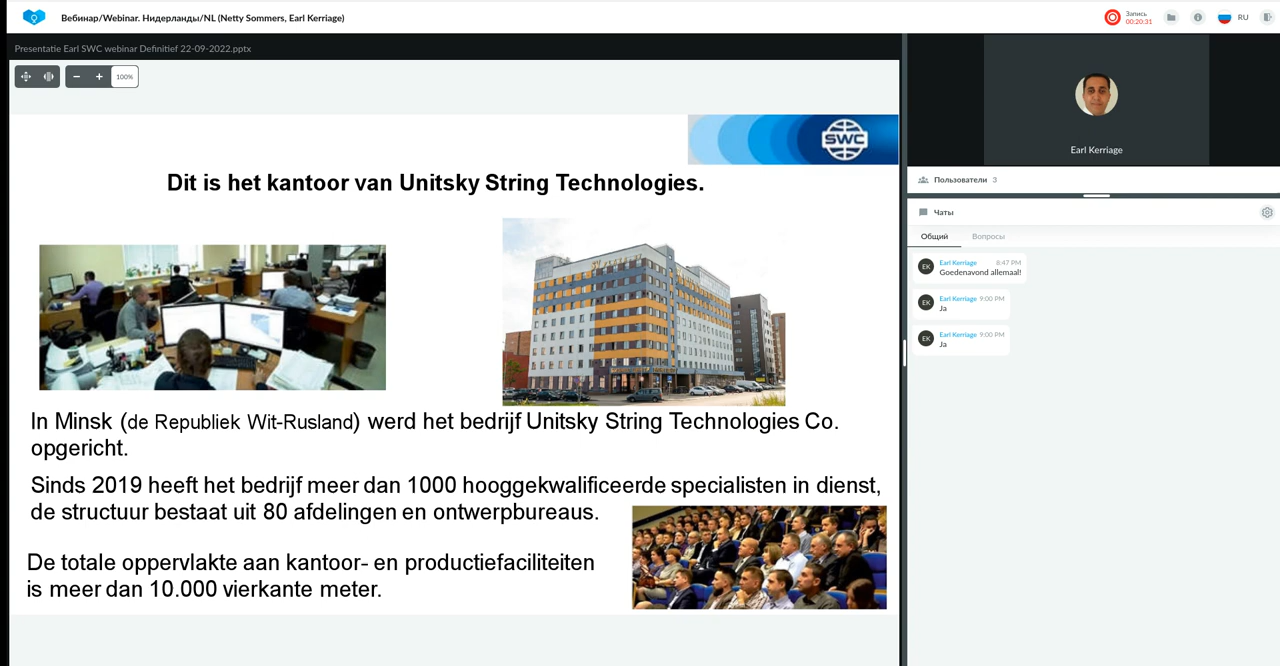 Вебинар/Webinar. Нидерланды/NL (Netty Sommers, Earl Kerriage)
Запись
00:20:31
RU
Presentatie Earl SWC webinar Definitief 22-09-2022.pptx
100%
SWC
Dit is het kantoor van Unitsky String Technologies.
In Minsk (de Republiek Wit-Rusland) werd het bedrijf Unitsky String Technologies Co.
opgericht.
Sinds 2019 heeft het bedrijf meer dan 1000 hooggekwalificeerde specialisten in dienst,
de structuur bestaat uit 80 afdelingen en ontwerpbureaus.
De totale oppervlakte aan kantoor- en productiefaciliteiten
is meer dan 10.000 vierkante meter.
Earl Kerriage
Пользователи 3
Чаты
Общий Вопросы
EK Earl Kerriage 8:47 PM
Goedenavond allemaal!
EK Earl Kerriage 9:00 PM
Ja
EK Earl Kerriage 9:00 PM
Ja